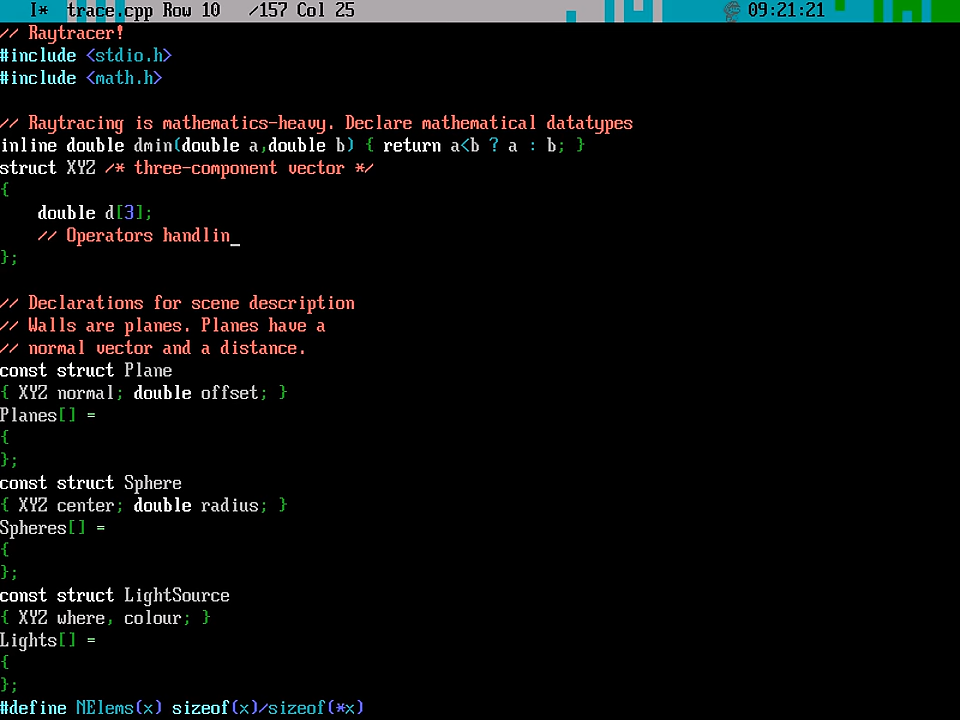 I* trace.cpp Row 10 /157 Col 25 09:21:21
// Raytracer!
#include <stdio.h>
#include <math.h>
// Raytracing is mathematics-heavy. Declare mathematical datatypes
inline double dmin(double a,double b) { return a<b ? a : b; }
struct XYZ /* three-component vector */
{
    double d[3];
    // Operators handlin_
};
// Declarations for scene description
// Walls are planes. Planes have a
// normal vector and a distance.
const struct Plane
{ XYZ normal; double offset; }
Planes[] =
{
};
const struct Sphere
{ XYZ center; double radius; }
Spheres[] =
{
};
const struct LightSource
{ XYZ where, colour; }
Lights[] =
{
};
#define NElems(x) sizeof(x)/sizeof(*x)